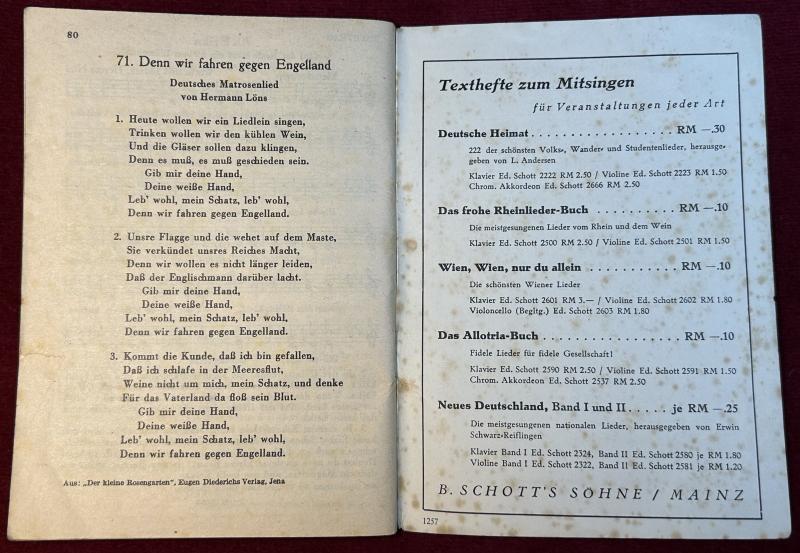 80
71. Denn wir fahren gegen Engelland
Deutsches Matrosenlied
von Hermann Löns
1. Heute wollen wir ein Liedlein singen,
Trinken wollen wir den kühlen Wein,
Und die Gläser sollen dazu klingen,
Denn es muß, es muß geschieden sein.
Gib mir deine Hand,
Deine weiße Hand,
Leb' wohl, mein Schatz, leb' wohl,
Denn wir fahren gegen Engelland.
2. Unsre Flagge und die wehet auf dem Maste,
Sie verkündet unsres Reiches Macht,
Denn wir wollen es nicht länger leiden,
Daß der Englischmann darüber lacht.
Gib mir deine Hand,
Deine weiße Hand,
Leb' wohl, mein Schatz, leb' wohl,
Denn wir fahren gegen Engelland.
3. Kommt die Kunde, daß ich bin gefallen,
Daß ich schlafe in der Meeresflut,
Weine nicht um mich, mein Schatz, und denke
Für das Vaterland da floß sein Blut.
Gib mir deine Hand,
Deine weiße Hand,
Leb' wohl, mein Schatz, leb' wohl,
Denn wir fahren gegen Engelland.
Aus: „Der kleine Rosengarten", Eugen Diederichs Verlag, Jena
Texthefte zum Mitsingen
für Veranstaltungen jeder Art
Deutsche Heimat . . . . . . . . . . . . . . . . . . RM —.30
222 der schönsten Volks-, Wander- und Studentenlieder, herausge-
geben von L. Andersen
Klavier Ed. Schott 2222 RM 2.50 / Violine Ed. Schott 2223 RM 1.50
Chrom. Akkordeon Ed. Schott 2666 RM 2.50
Das frohe Rheinlieder-Buch . . . . . . . . . . RM —.10
Die meistgesungenen Lieder vom Rhein und dem Wein
Klavier Ed. Schott 2500 RM 2.50 / Violine Ed. Schott 2501 RM 1.50
Wien, Wien, nur du allein . . . . . . . . . . . RM —.10
Die schönsten Wiener Lieder
Klavier Ed. Schott 2601 RM 3.— / Violine Ed. Schott 2602 RM 1.80
Violoncello (Begltg.) Ed. Schott 2603 RM 1.80
Das Allotria-Buch . . . . . . . . . . . . . . . . . RM —.10
Fidele Lieder für fidele Gesellschaft!
Klavier Ed. Schott 2590 RM 2.50 / Violine Ed. Schott 2591 RM 1.50
Chrom. Akkordeon Ed. Schott 2537 RM 2.50
Neues Deutschland, Band I und II . . . . . je RM —.25
Die meistgesungenen nationalen Lieder, herausgegeben von Erwin
Schwarz-Reiflingen
Klavier Band I Ed. Schott 2324, Band II Ed. Schott 2580 je RM 1.80
Violine Band I Ed. Schott 2322, Band II Ed. Schott 2581 je RM 1.20
B. SCHOTT'S SÖHNE / MAINZ
1257